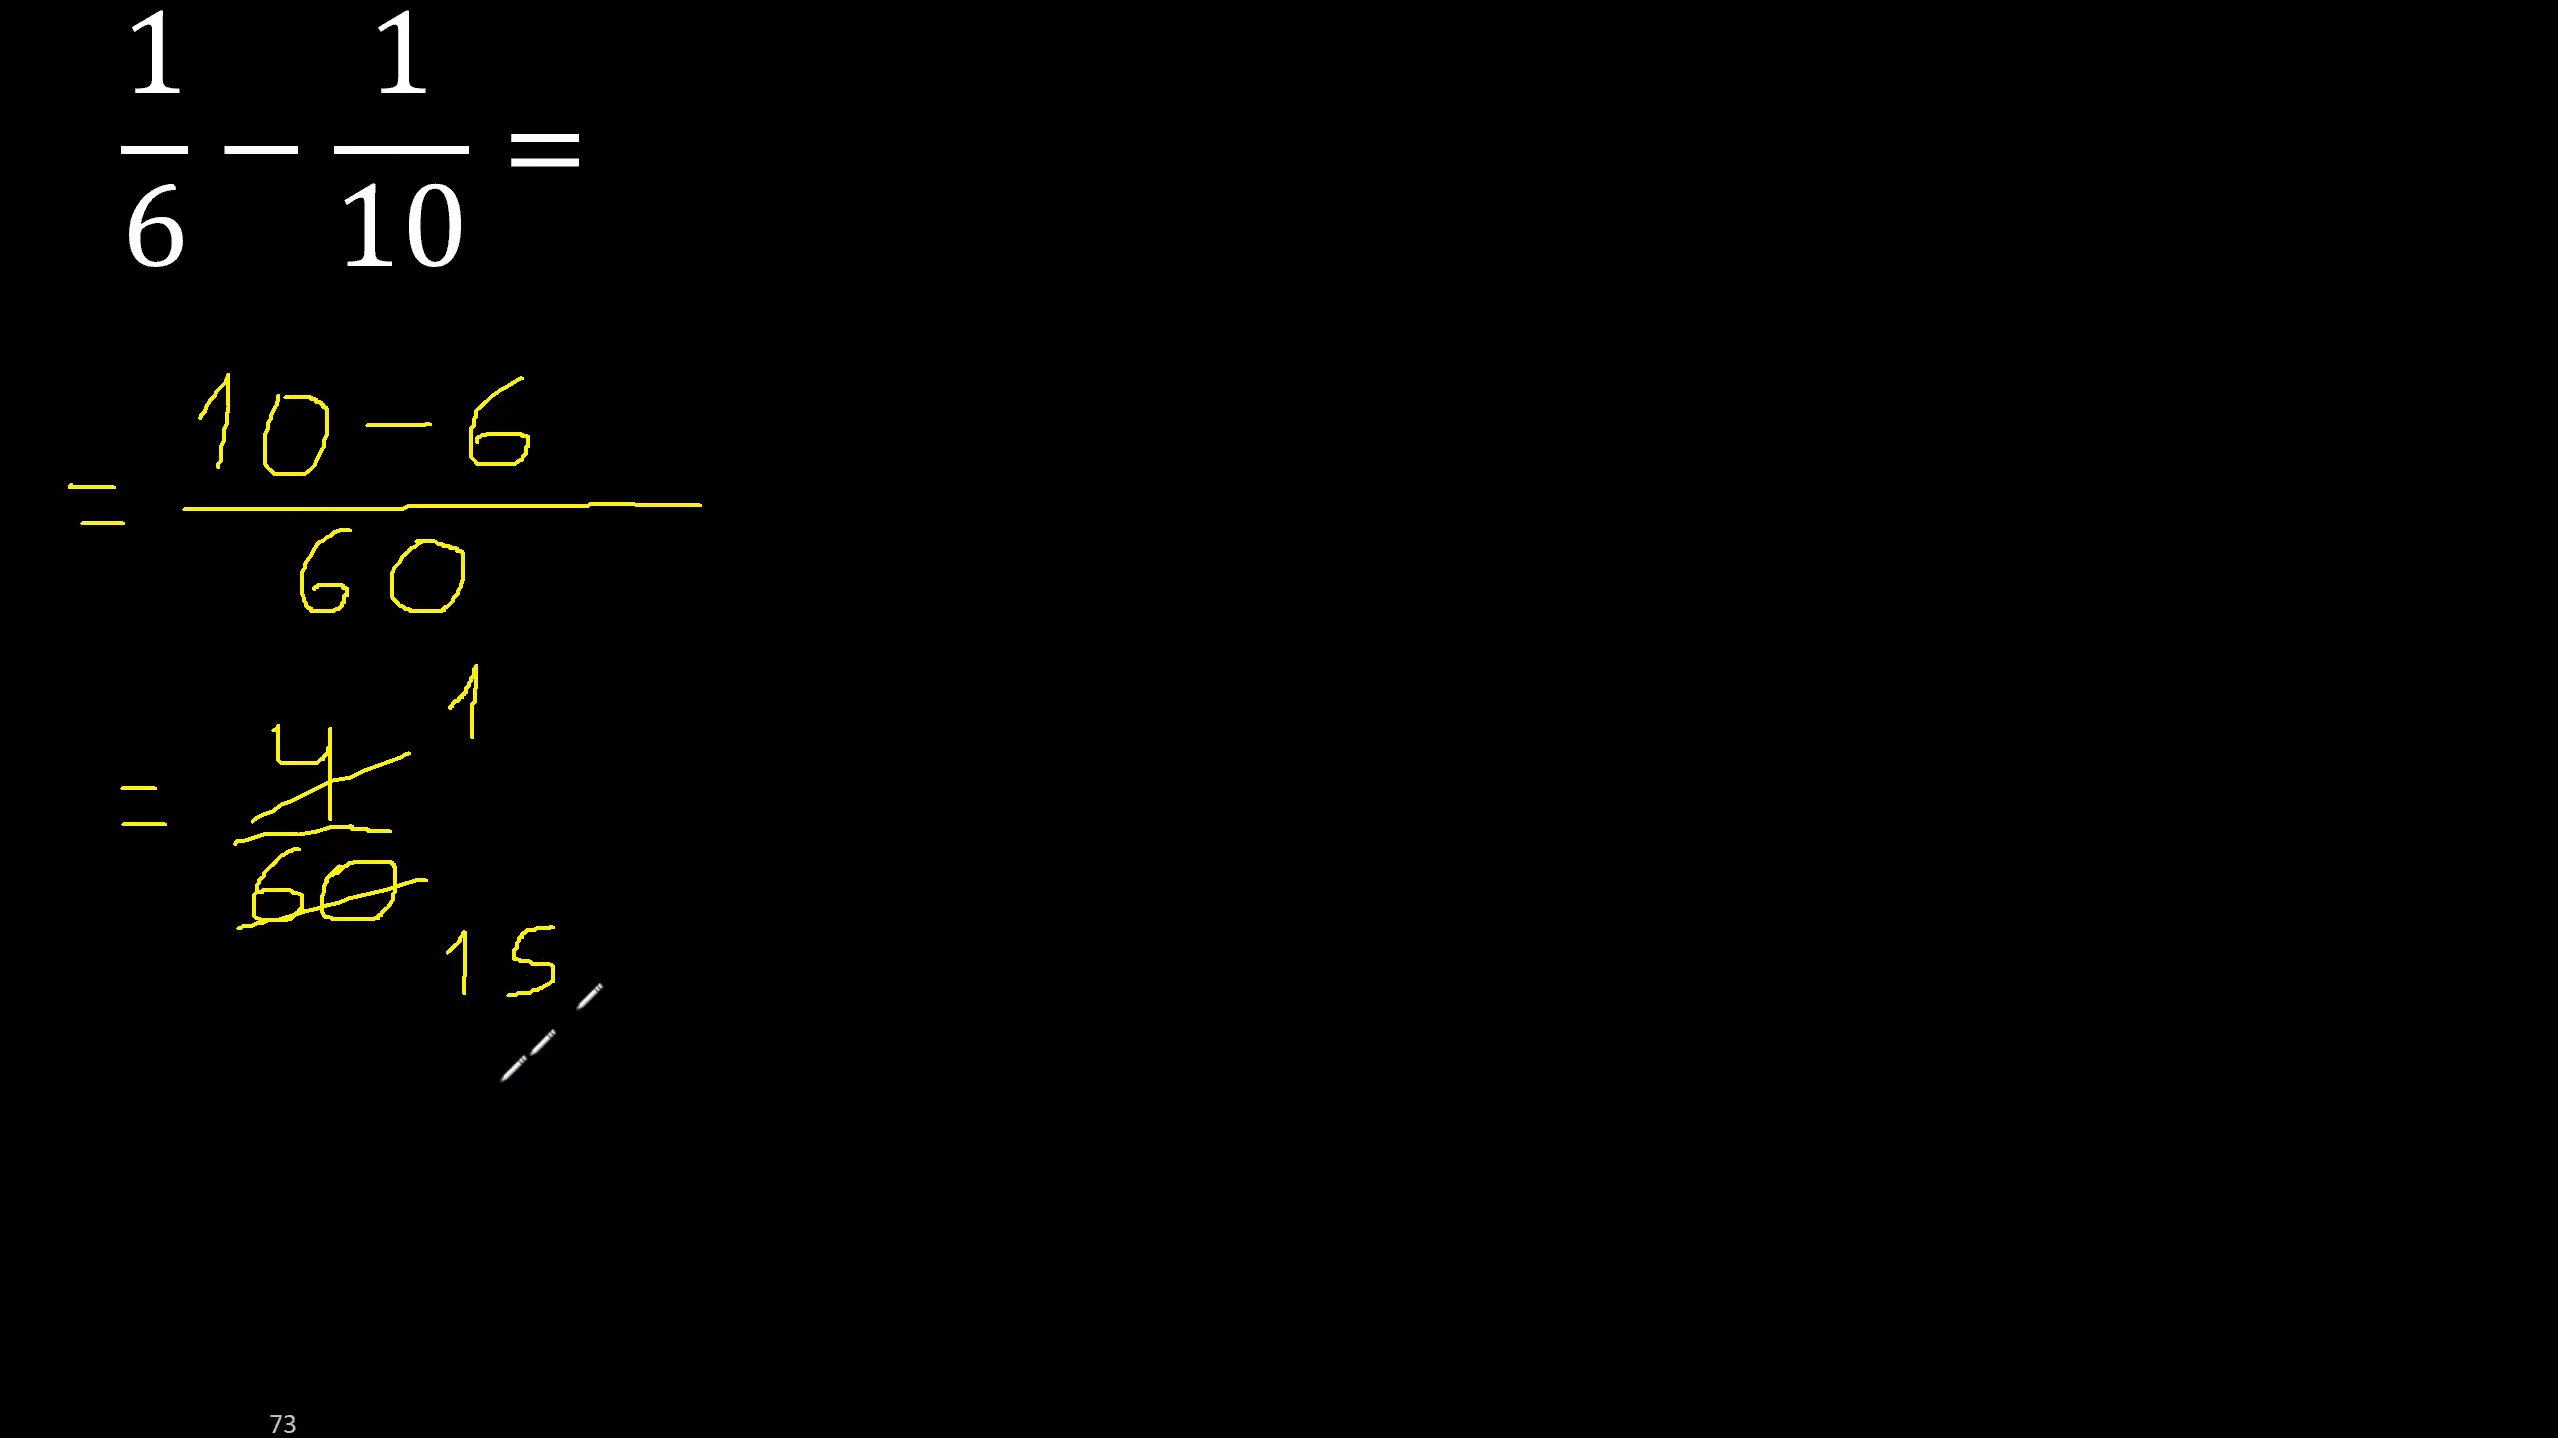 1/6 − 1/10 =
= 10 − 6 / 60
= 4/60 1/15
73